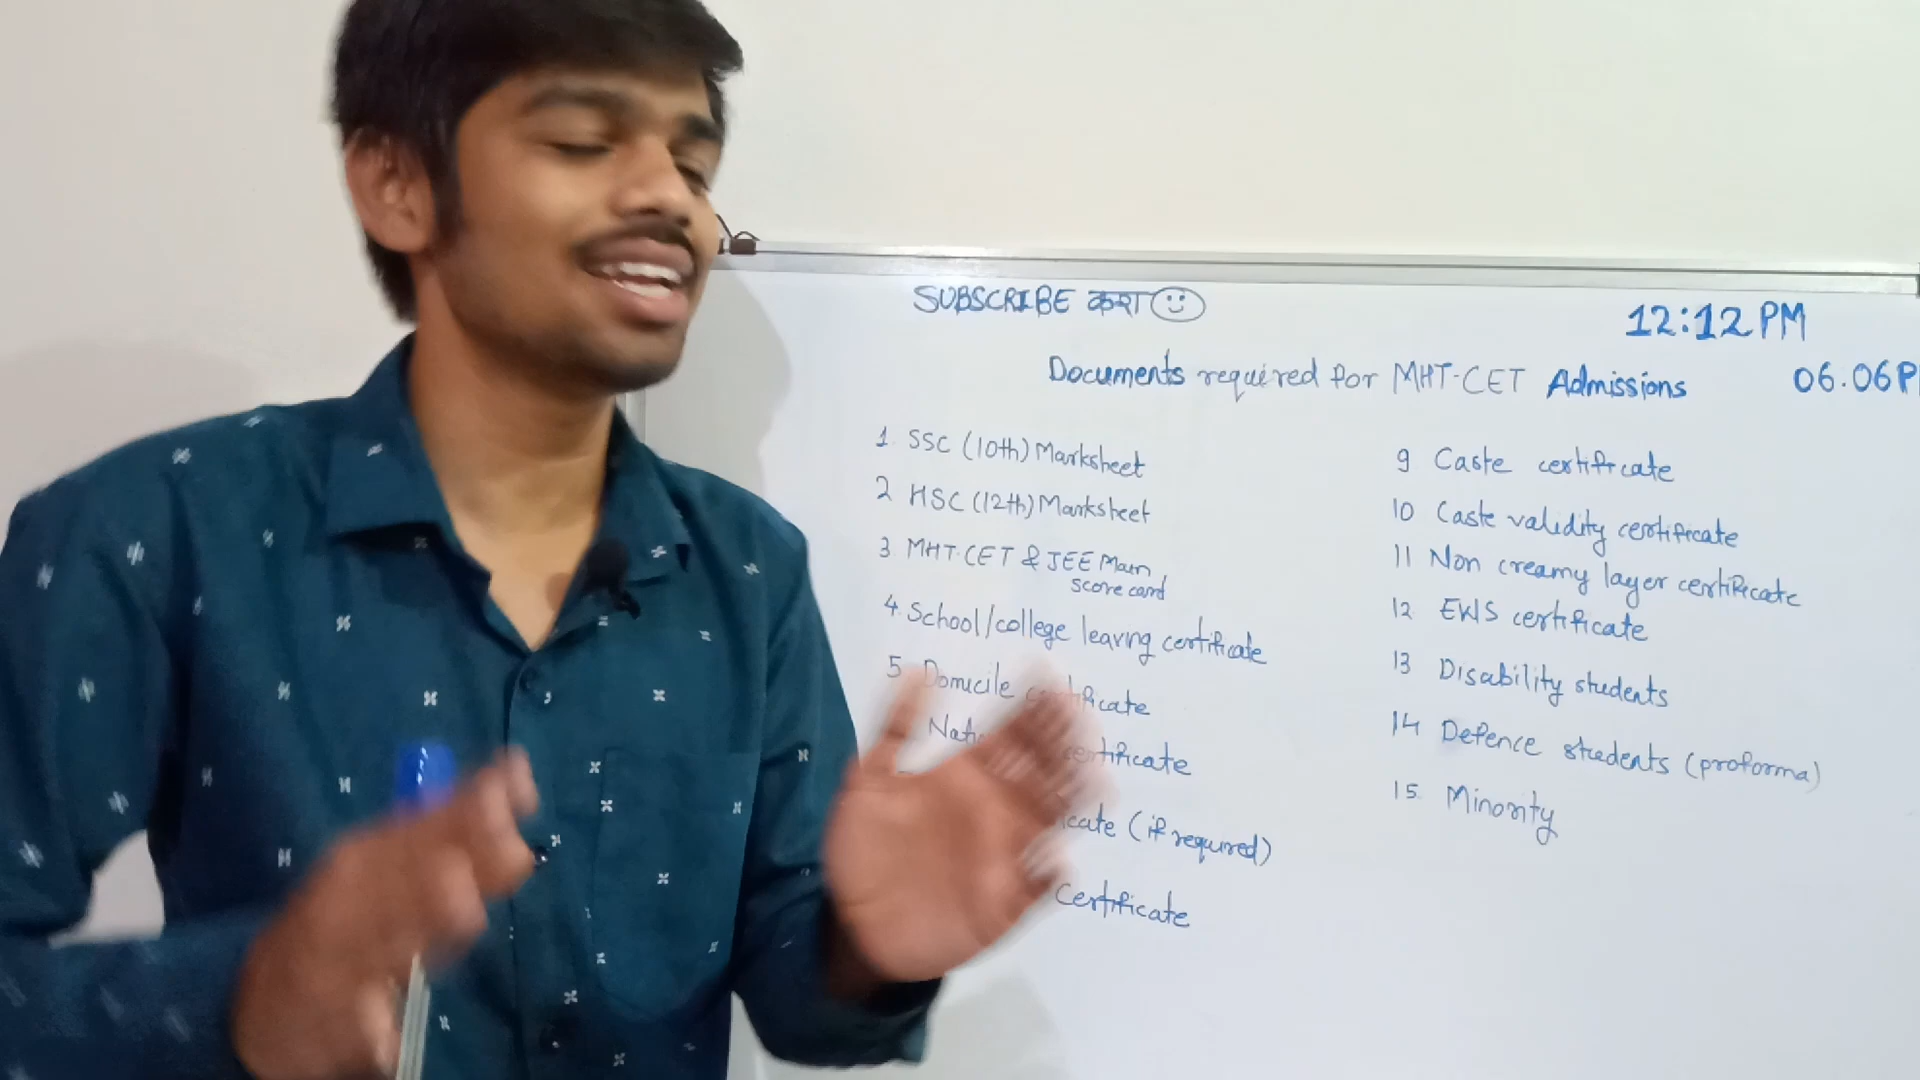 SUBSCRIBE करा
12:12 PM
Documents required for MHT-CET Admissions
06.06P
1 SSC (10th) Marksheet
2 HSC (12th) Marksheet
3 MHT-CET & JEE Main
score card
4. School/college leaving certificate
5 Domicile certificate
certificate
(if required)
Certificate
9 Caste certificate
10 Caste validity certificate
11 Non creamy layer certificate
12 EWS certificate
13 Disability students
14 Defence students (proforma)
15. Minority